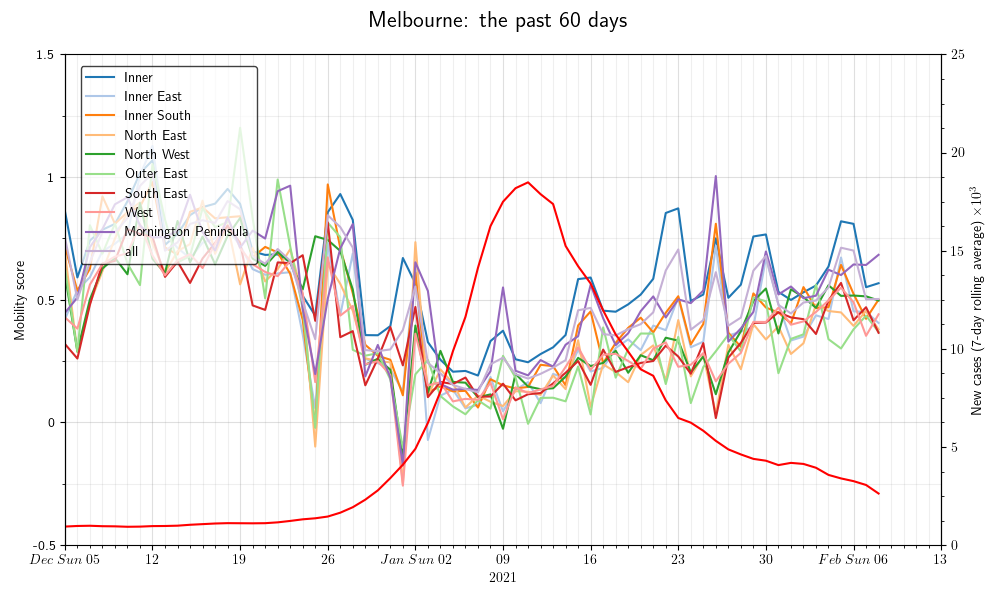 Melbourne: the past 60 days
1.5
1
0.5
0
-0.5
Mobility score
Inner
Inner East
Inner South
North East
North West
Outer East
South East
West
Mornington Peninsula
all
25
20
15
10
5
0
New cases (7-day rolling average) ×10³
Dec Sun 05
12
19
26
Jan Sun 02
09
16
23
30
Feb Sun 06
13
2021